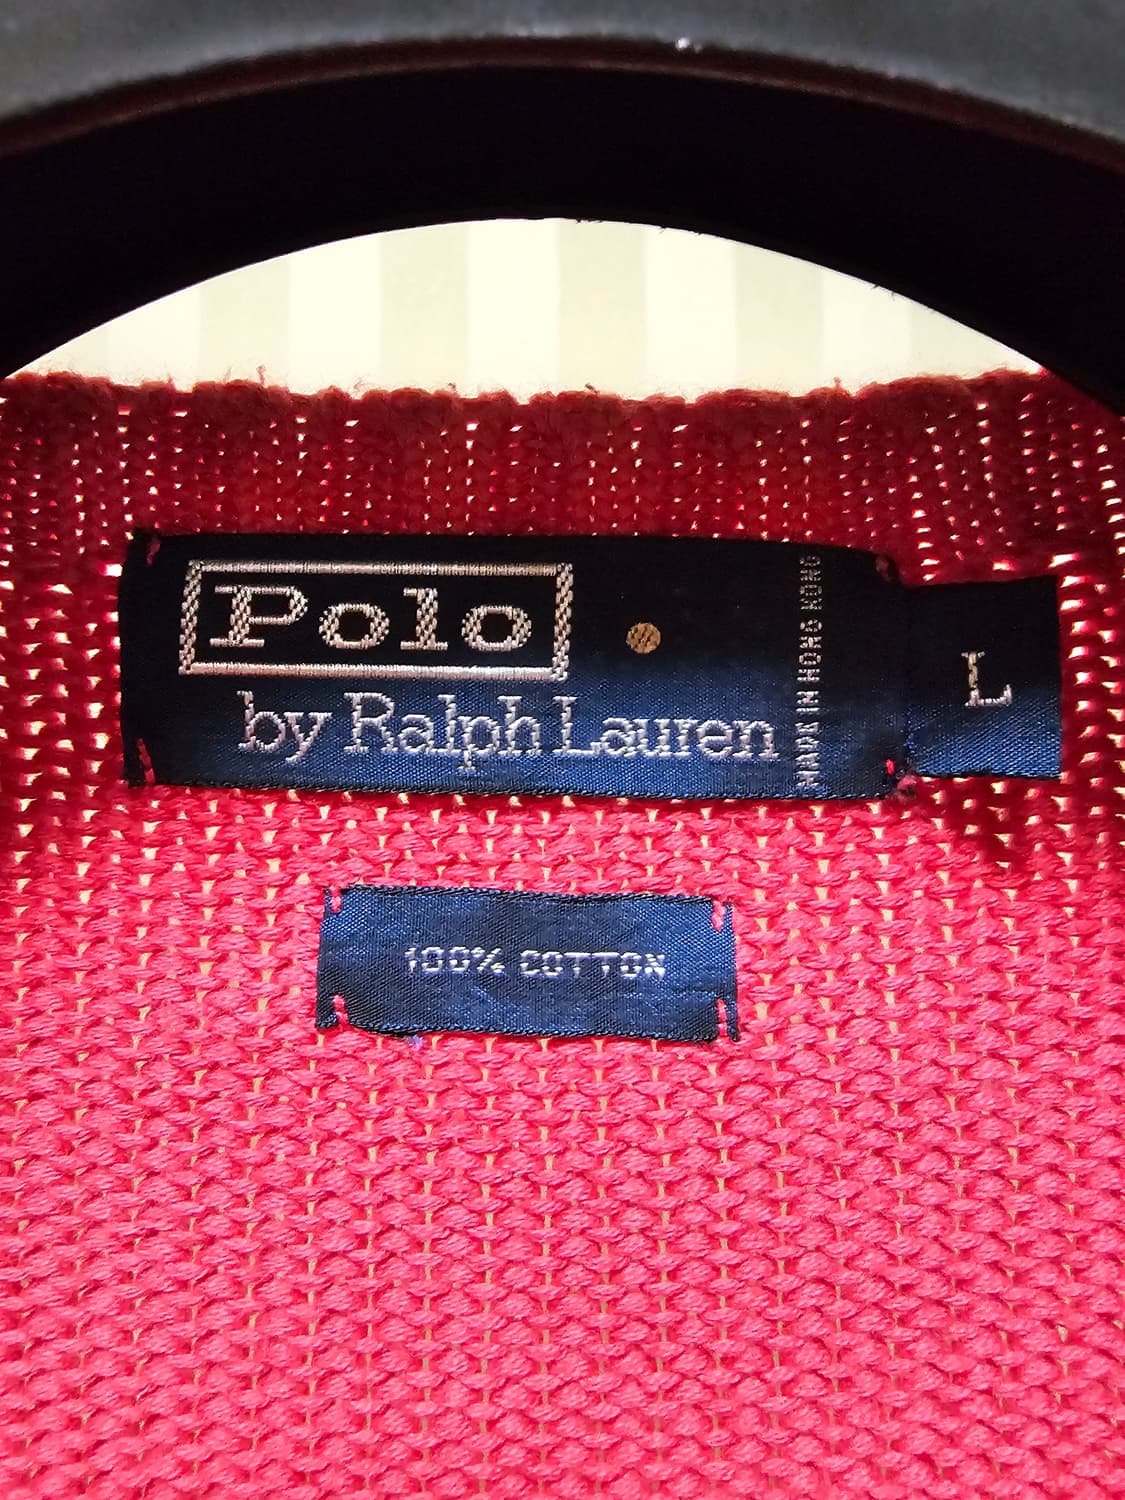 Polo
by Ralph Lauren
MADE IN HONG KONG
L
100% COTTON